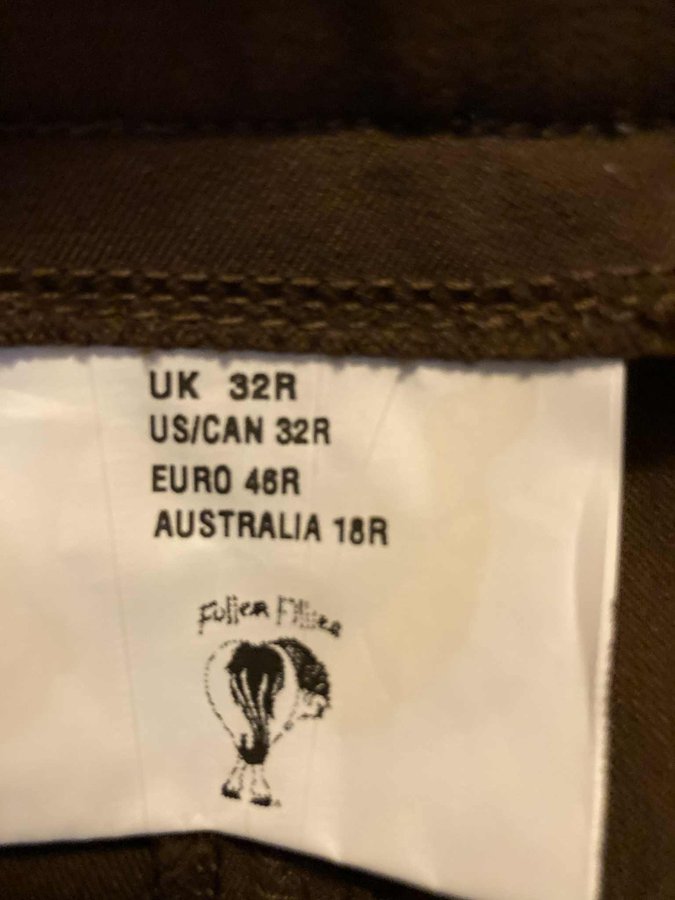 UK 32R
US/CAN 32R
EURO 46R
AUSTRALIA 18R
Fuller Fillies